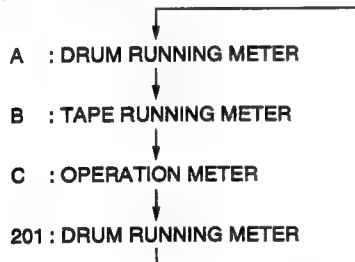 A : DRUM RUNNING METER
B : TAPE RUNNING METER
C : OPERATION METER
201 : DRUM RUNNING METER